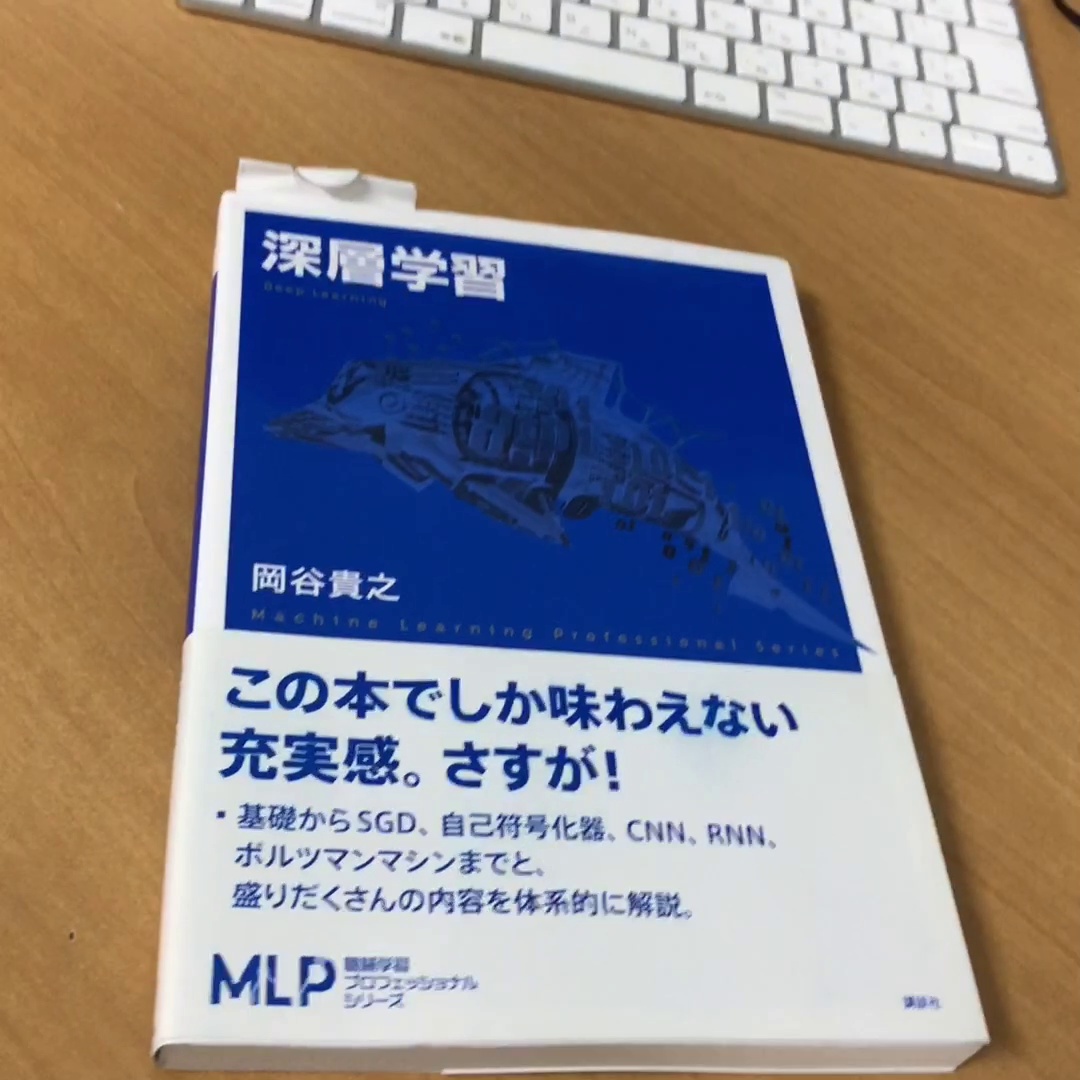 深層学習
Deep Learning
岡谷貴之
Machine Learning Professional Series
この本でしか味わえない
充実感。さすが!
・基礎からSGD、自己符号化器、CNN、RNN、
ボルツマンマシンまでと、
盛りだくさんの内容を体系的に解説。
MLP
機械学習
プロフェッショナル
シリーズ
講談社